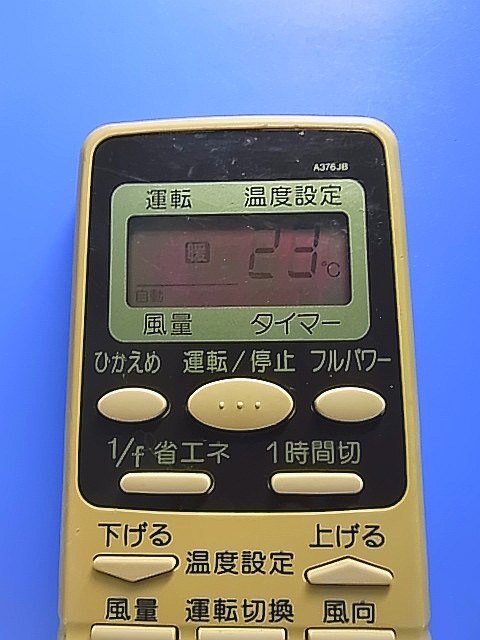 A376JB
運転 温度設定
暖 23℃
自動
風量 タイマー
ひかえめ 運転/停止 フルパワー
1/f 省エネ 1時間切
下げる 温度設定 上げる
風量 運転切換 風向